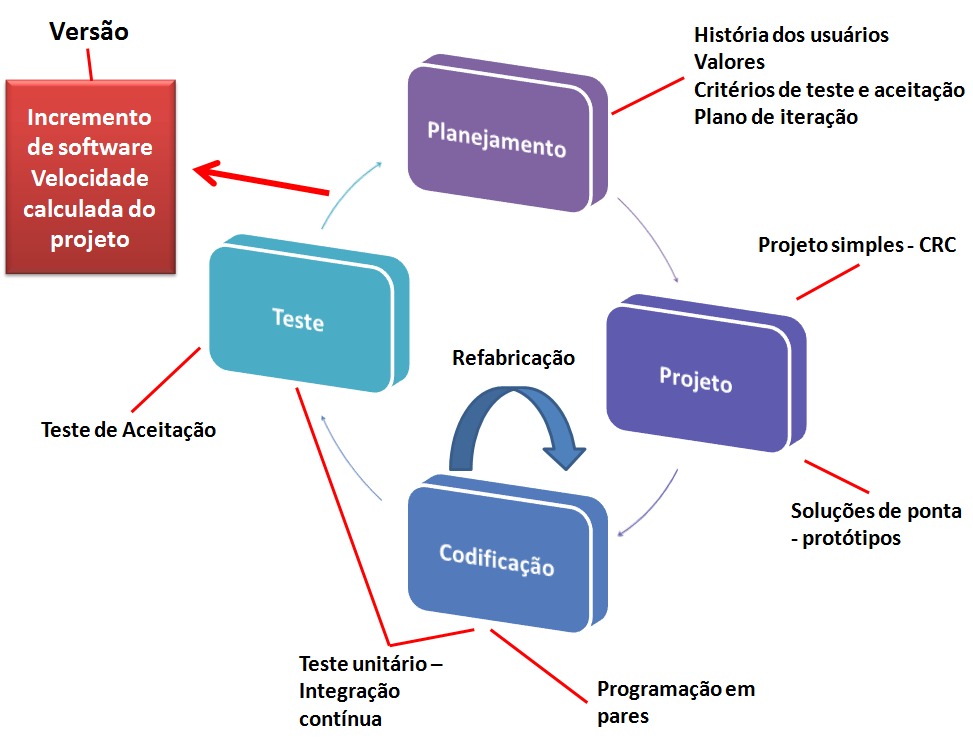 Versão
Incremento
de software
Velocidade
calculada do
projeto
Planejamento
História dos usuários
Valores
Critérios de teste e aceitação
Plano de iteração
Projeto simples - CRC
Projeto
Soluções de ponta
- protótipos
Teste
Teste de Aceitação
Refabricação
Codificação
Teste unitário –
Integração
contínua
Programação em
pares